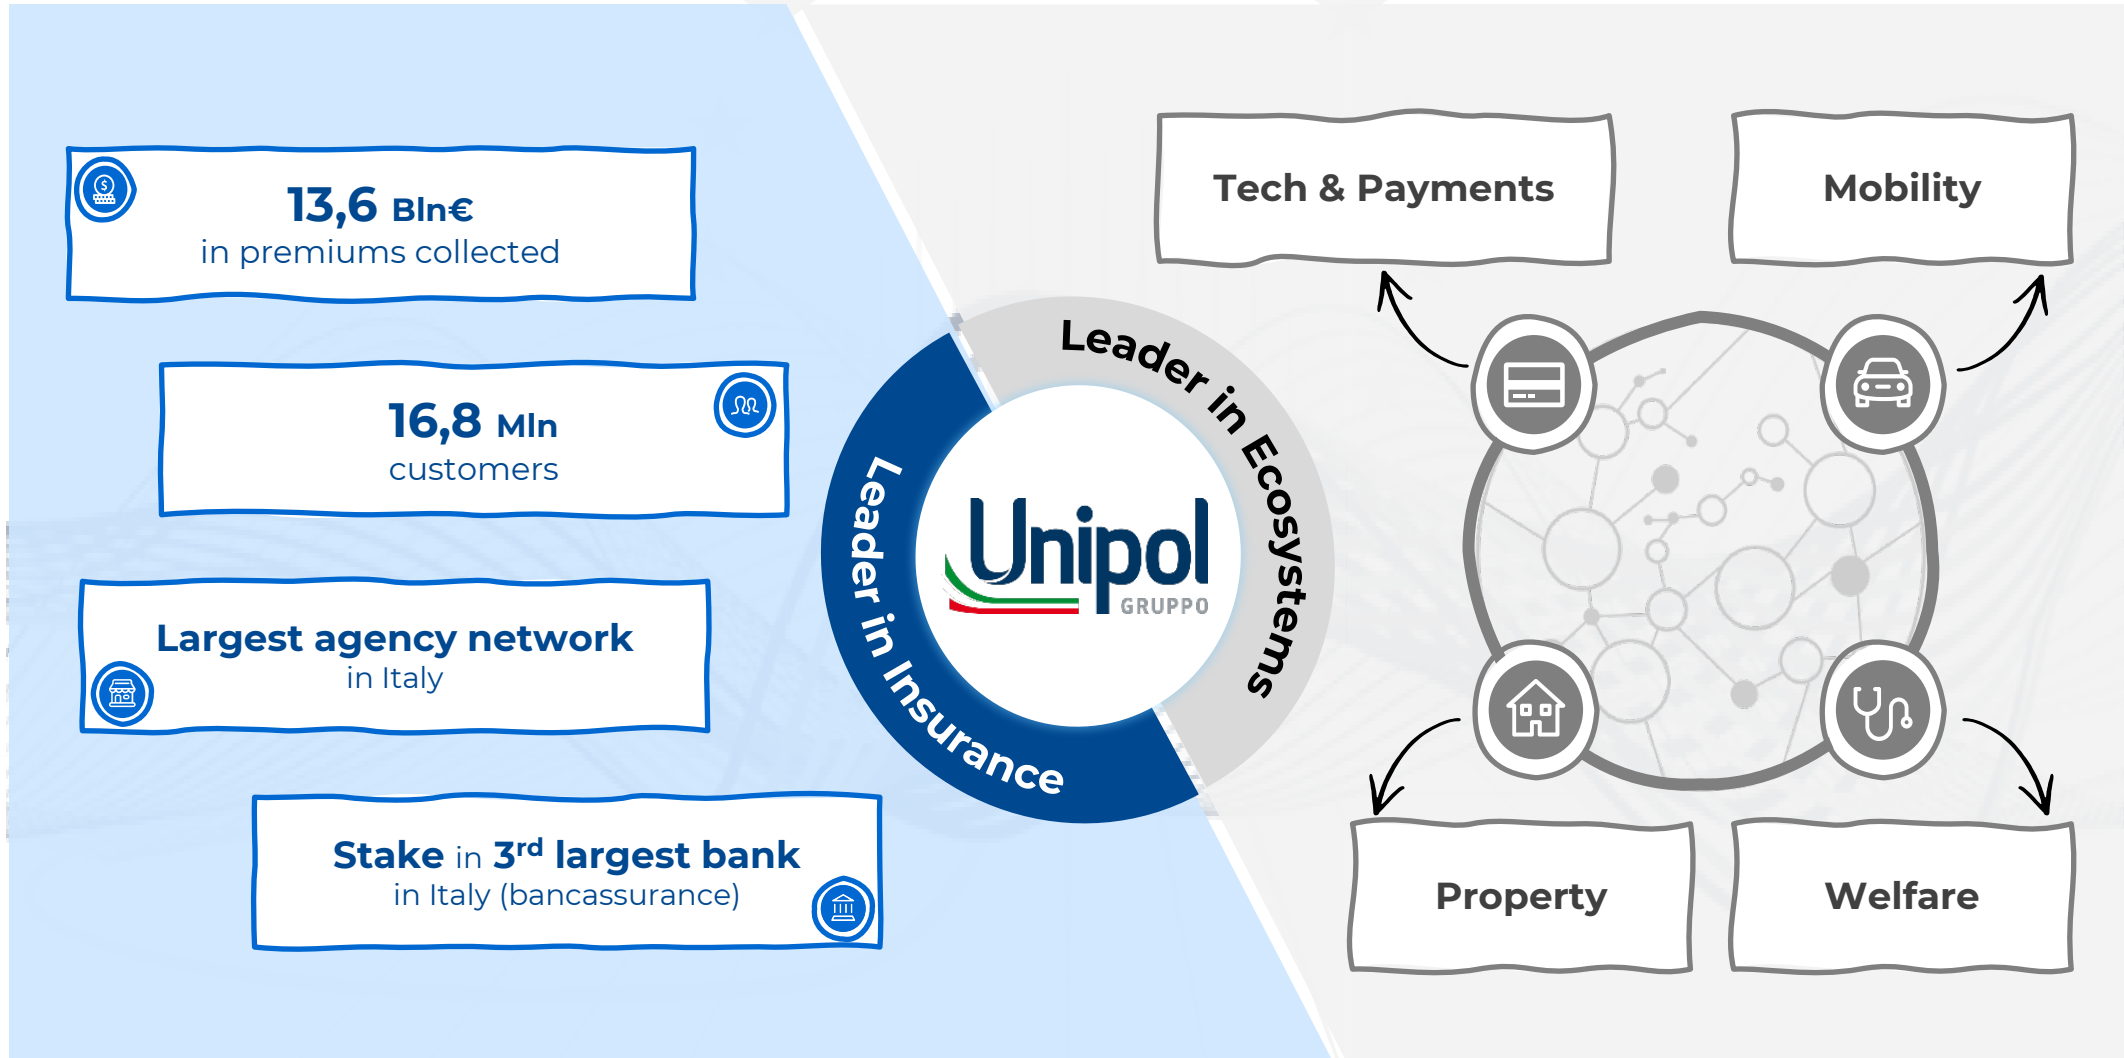 13,6 Bln€
in premiums collected
16,8 Mln
customers
Largest agency network
in Italy
Stake in 3rd largest bank
in Italy (bancassurance)
Leader in Insurance
Unipol
GRUPPO
Leader in Ecosystems
Tech & Payments
Mobility
Property
Welfare